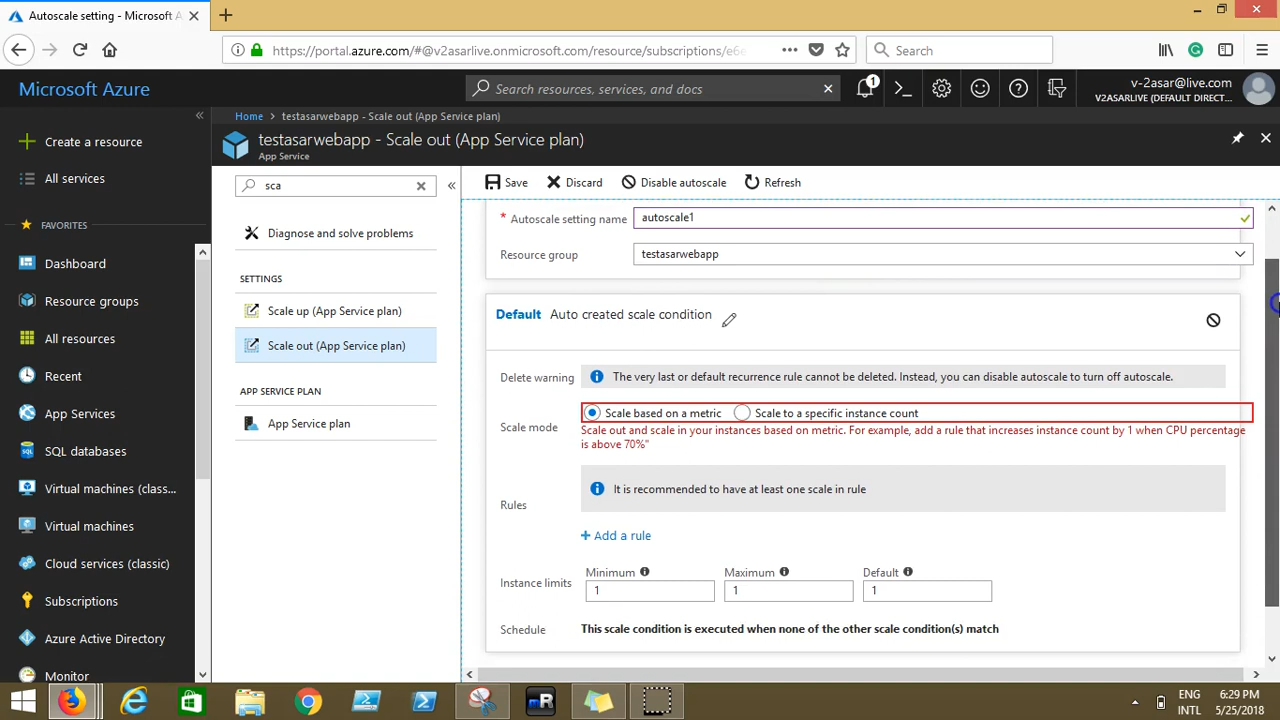 Autoscale setting - Microsoft A
https://portal.azure.com/#@v2asarlive.onmicrosoft.com/resource/subscriptions/e6e
Search
Microsoft Azure
Search resources, services, and docs
1
v-2asar@live.com
V2ASARLIVE (DEFAULT DIRECT...
Create a resource
All services
FAVORITES
Dashboard
Resource groups
All resources
Recent
App Services
SQL databases
Virtual machines (class...
Virtual machines
Cloud services (classic)
Subscriptions
Azure Active Directory
Monitor
Home
testasarwebapp - Scale out (App Service plan)
testasarwebapp - Scale out (App Service plan)
App Service
sca
Diagnose and solve problems
SETTINGS
Scale up (App Service plan)
Scale out (App Service plan)
APP SERVICE PLAN
App Service plan
Save
Discard
Disable autoscale
Refresh
* Autoscale setting name
autoscale1
Resource group
testasarwebapp
Default Auto created scale condition
Delete warning
The very last or default recurrence rule cannot be deleted. Instead, you can disable autoscale to turn off autoscale.
Scale mode
Scale based on a metric
Scale to a specific instance count
Scale out and scale in your instances based on metric. For example, add a rule that increases instance count by 1 when CPU percentage
is above 70%"
Rules
It is recommended to have at least one scale in rule
+ Add a rule
Instance limits
Minimum
1
Maximum
1
Default
1
Schedule
This scale condition is executed when none of the other scale condition(s) match
ENG
INTL
6:29 PM
5/25/2018